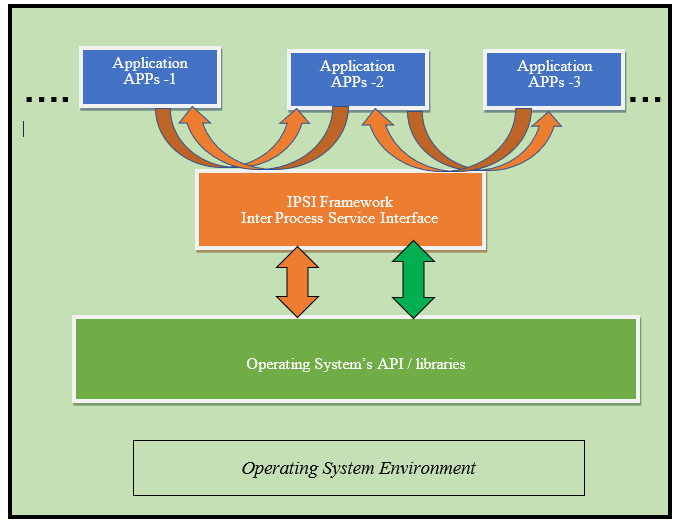 Application
APPs -1
Application
APPs -2
Application
APPs -3
.... 
...
IPSI Framework
Inter Process Service Interface
Operating System’s API / libraries
Operating System Environment